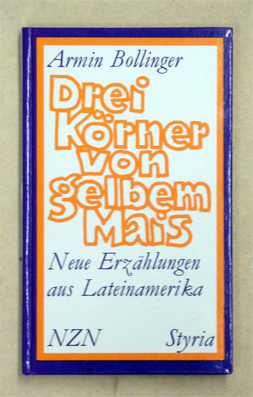 Armin Bollinger
Drei
Körner
von
gelbem
Mais
Neue Erzählungen
aus Lateinamerika
NZN Styria